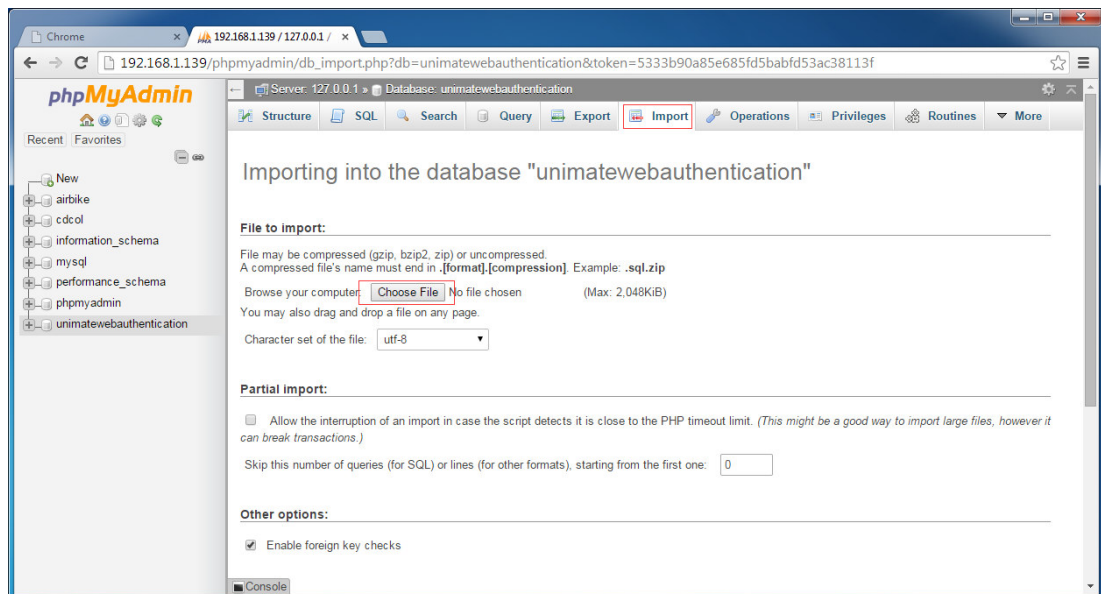 Chrome
192.168.1.139 / 127.0.0.1 /
192.168.1.139/phpmyadmin/db_import.php?db=unimatewebauthentication&token=5333b90a85e685fd5babfd53ac38113f
phpMyAdmin
Recent Favorites
New
airbike
cdcol
information_schema
mysql
performance_schema
phpmyadmin
unimatewebauthentication
Server: 127.0.0.1 » Database: unimatewebauthentication
Structure SQL Search Query Export Import Operations Privileges Routines More
Importing into the database "unimatewebauthentication"
File to import:
File may be compressed (gzip, bzip2, zip) or uncompressed.
A compressed file's name must end in .[format].[compression]. Example: .sql.zip
Browse your computer: Choose File No file chosen (Max: 2,048KiB)
You may also drag and drop a file on any page.
Character set of the file: utf-8
Partial import:
Allow the interruption of an import in case the script detects it is close to the PHP timeout limit. (This might be a good way to import large files, however it
can break transactions.)
Skip this number of queries (for SQL) or lines (for other formats), starting from the first one: 0
Other options:
Enable foreign key checks
Console